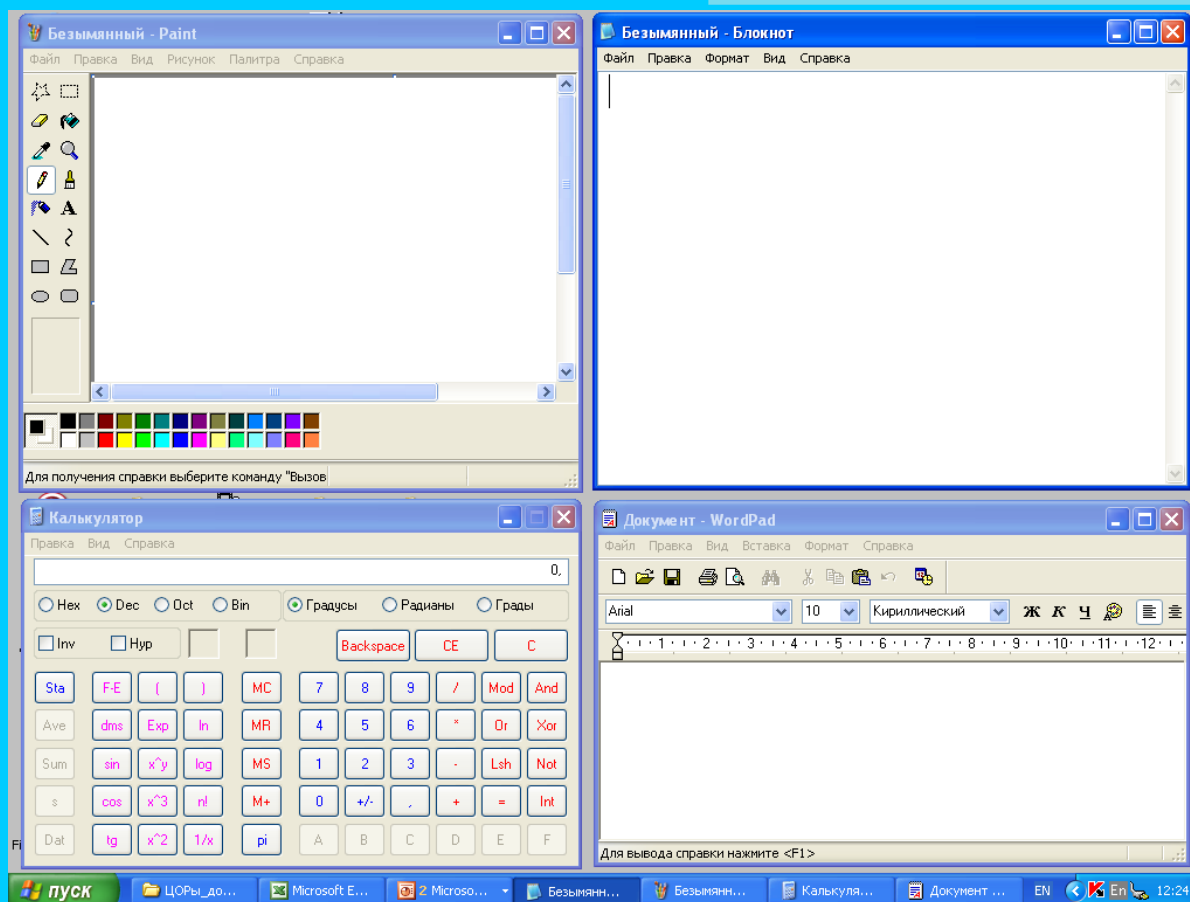 Безымянный - Paint
Файл Правка Вид Рисунок Палитра Справка
A
Для получения справки выберите команду "Вызов
Безымянный - Блокнот
Файл Правка Формат Вид Справка
Калькулятор
Правка Вид Справка
0,
Hex Dec Oct Bin Градусы Радианы Грады
Inv Hyp Backspace CE C
Sta F-E ( ) MC 7 8 9 / Mod And
Ave dms Exp ln MR 4 5 6 * Or Xor
Sum sin x^y log MS 1 2 3 - Lsh Not
s cos x^3 n! M+ 0 +/- , + = Int
Dat tg x^2 1/x pi A B C D E F
Документ - WordPad
Файл Правка Вид Вставка Формат Справка
Arial 10 Кириллический Ж К Ч
1 2 3 4 5 6 7 8 9 10 11 12
Для вывода справки нажмите <F1>
Fi
пуск ЦОРы_до... Microsoft E... 2 Microso... Безымянн... Безымянн... Калькуля... Документ ... EN En 12:24